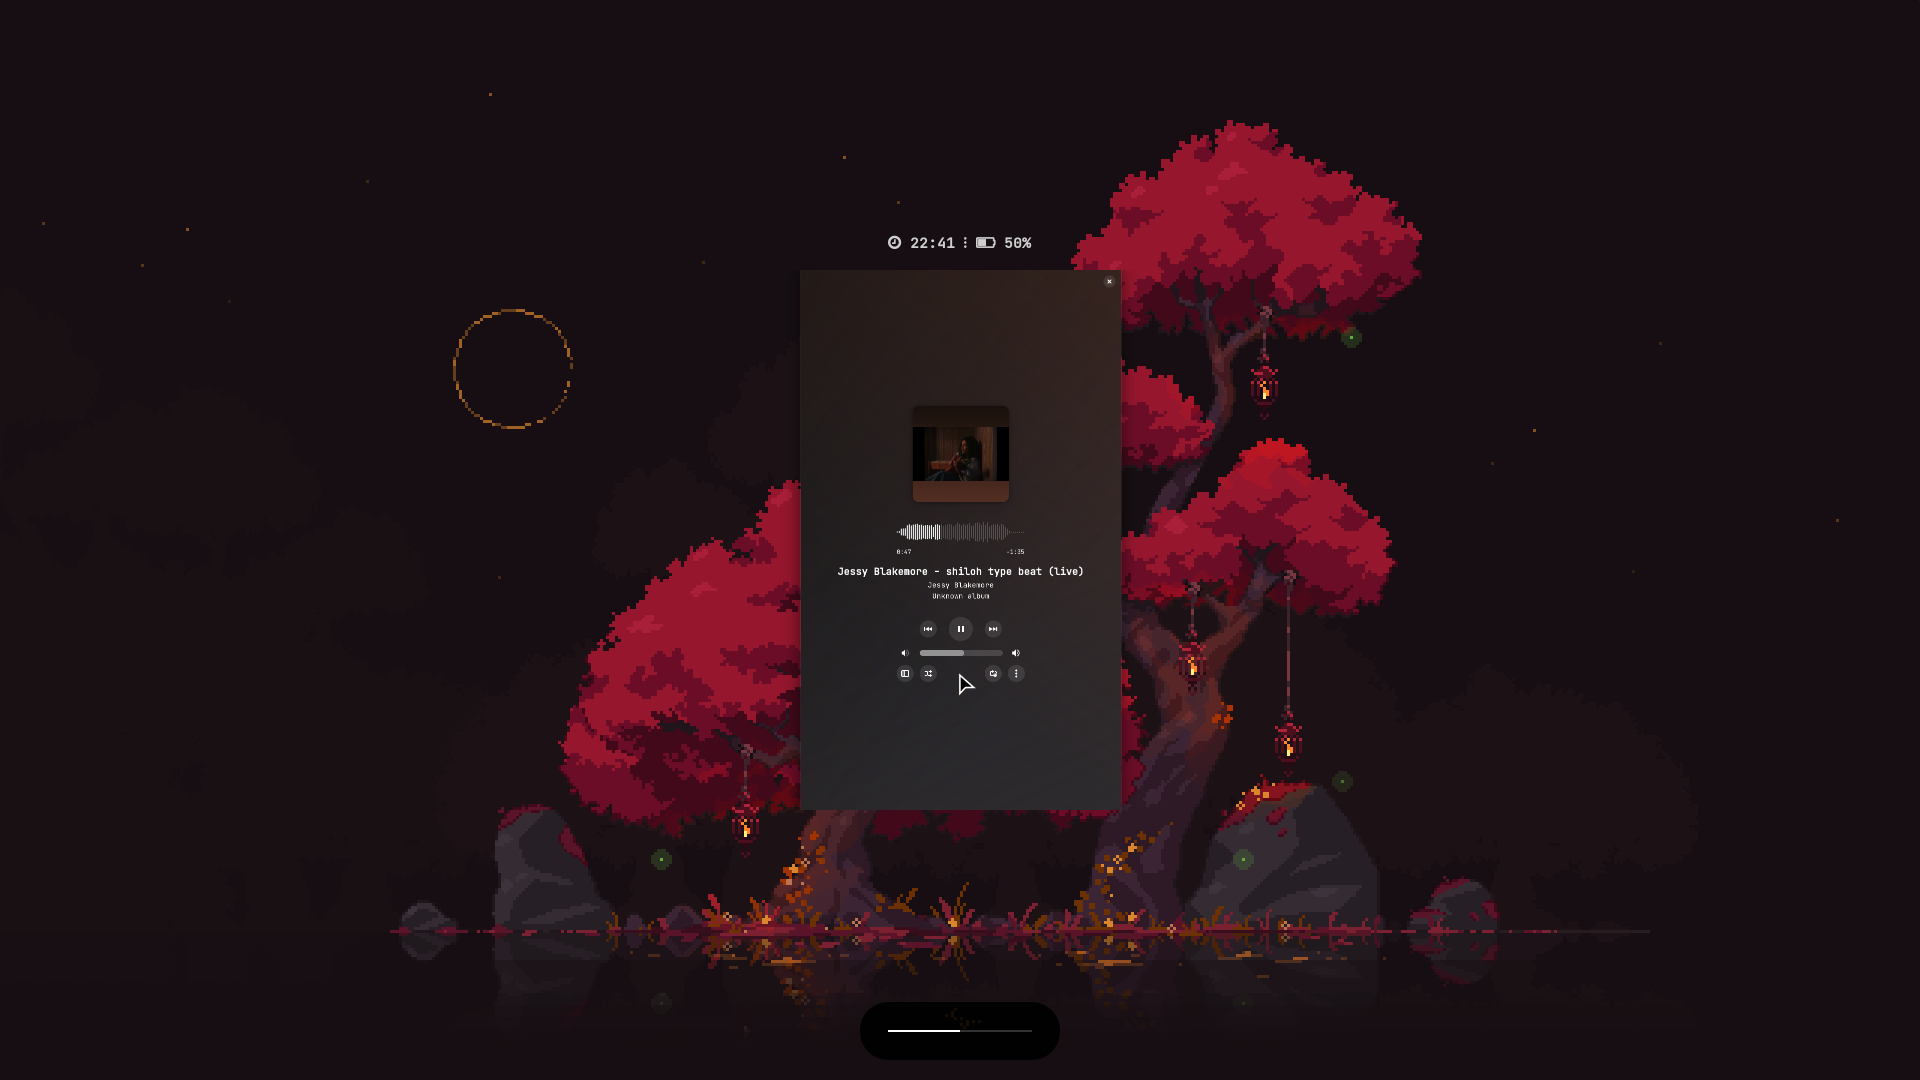 22:41 50%
0:47 -1:35
Jessy Blakemore - shiloh type beat (live)
Jessy Blakemore
Unknown album